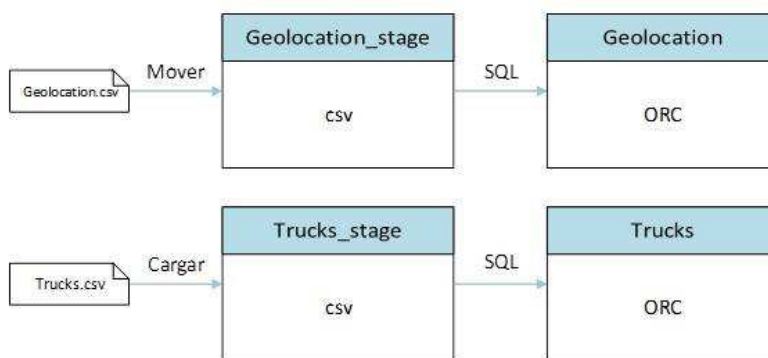 Geolocation_stage
Geolocation
Mover
SQL
Geolocation.csv
csv
ORC
Trucks_stage
Trucks
Cargar
SQL
Trucks.csv
csv
ORC